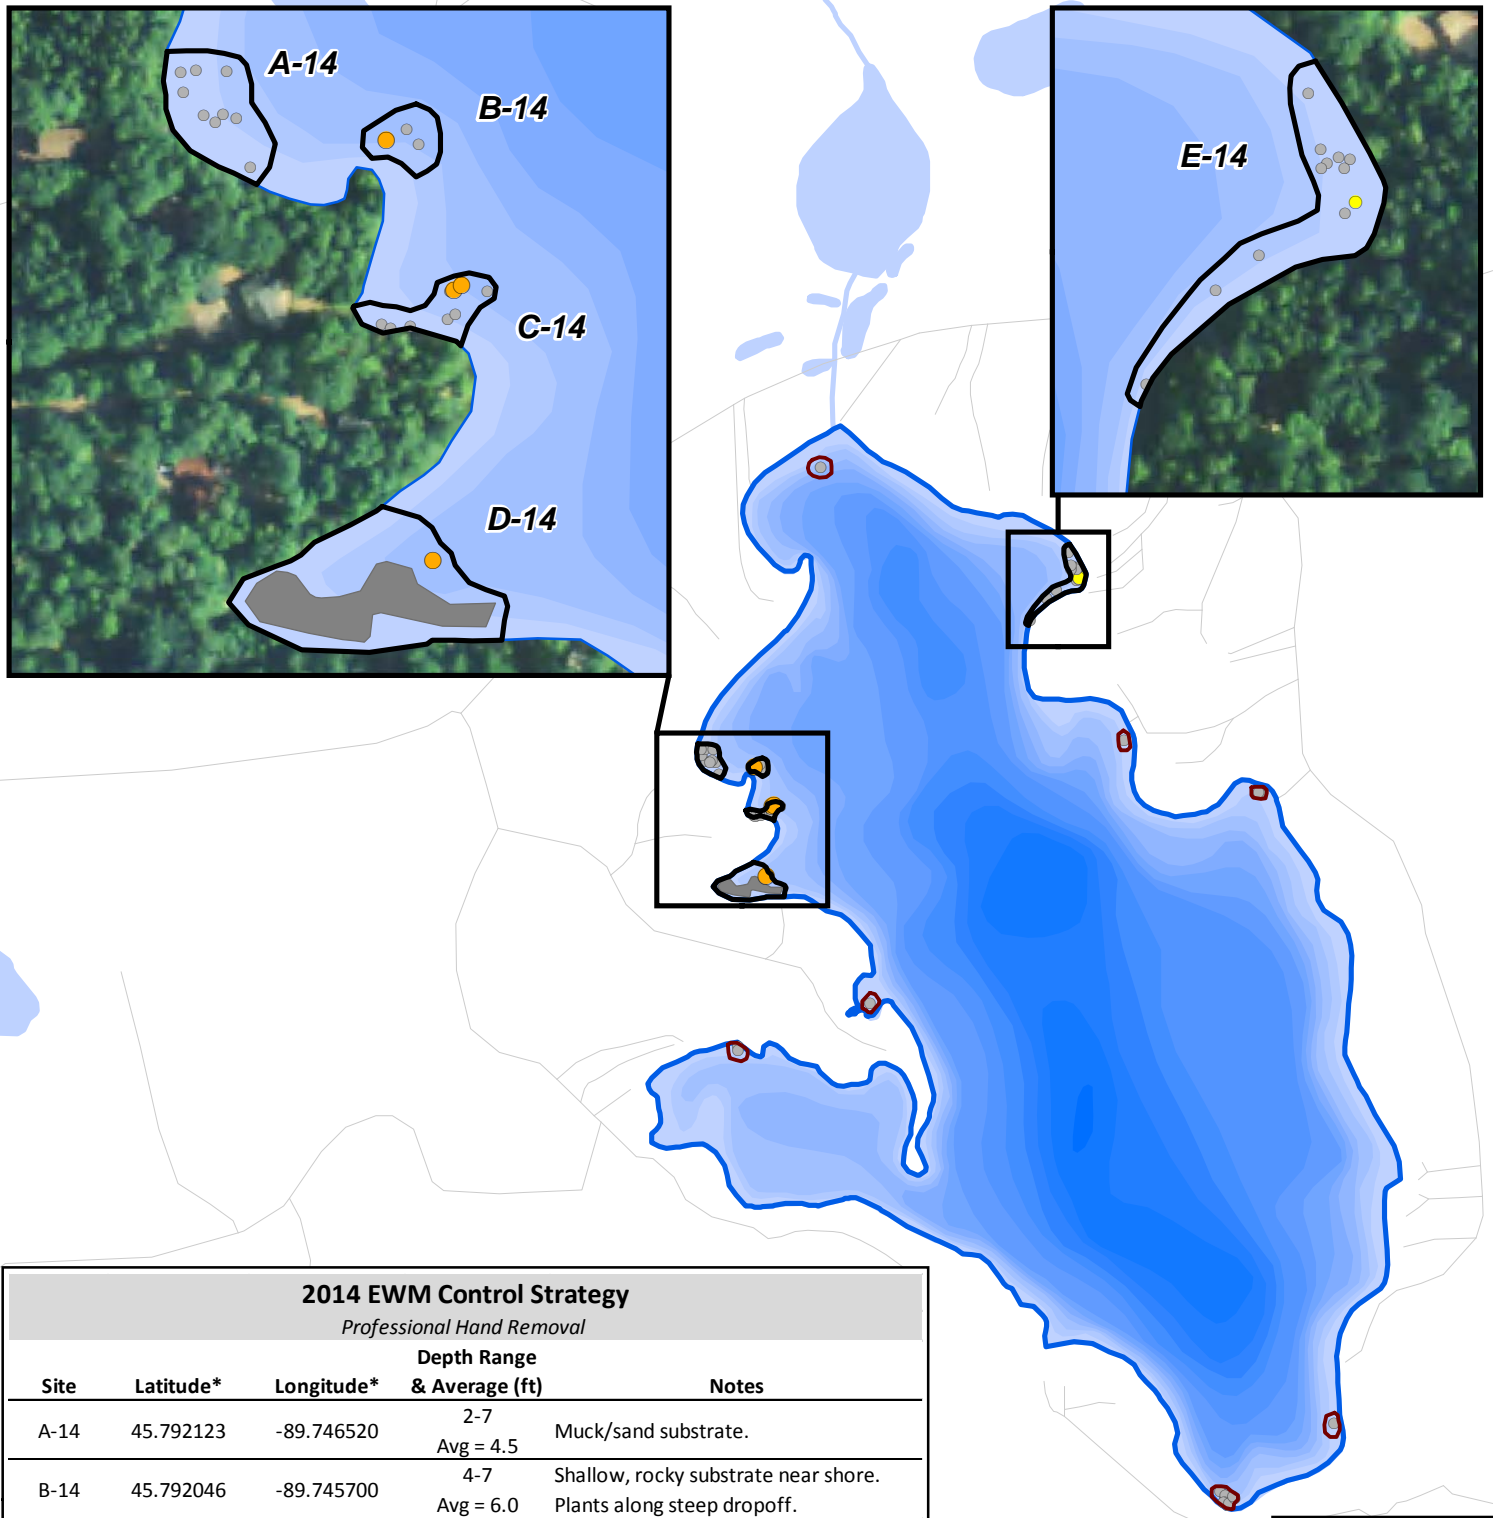 A-14
B-14
C-14
D-14
E-14
2014 EWM Control Strategy
Professional Hand Removal
Site Latitude* Longitude* Depth Range & Average (ft) Notes
A-14 45.792123 -89.746520 2-7 Avg = 4.5 Muck/sand substrate.
B-14 45.792046 -89.745700 4-7 Avg = 6.0 Shallow, rocky substrate near shore. Plants along steep dropoff.